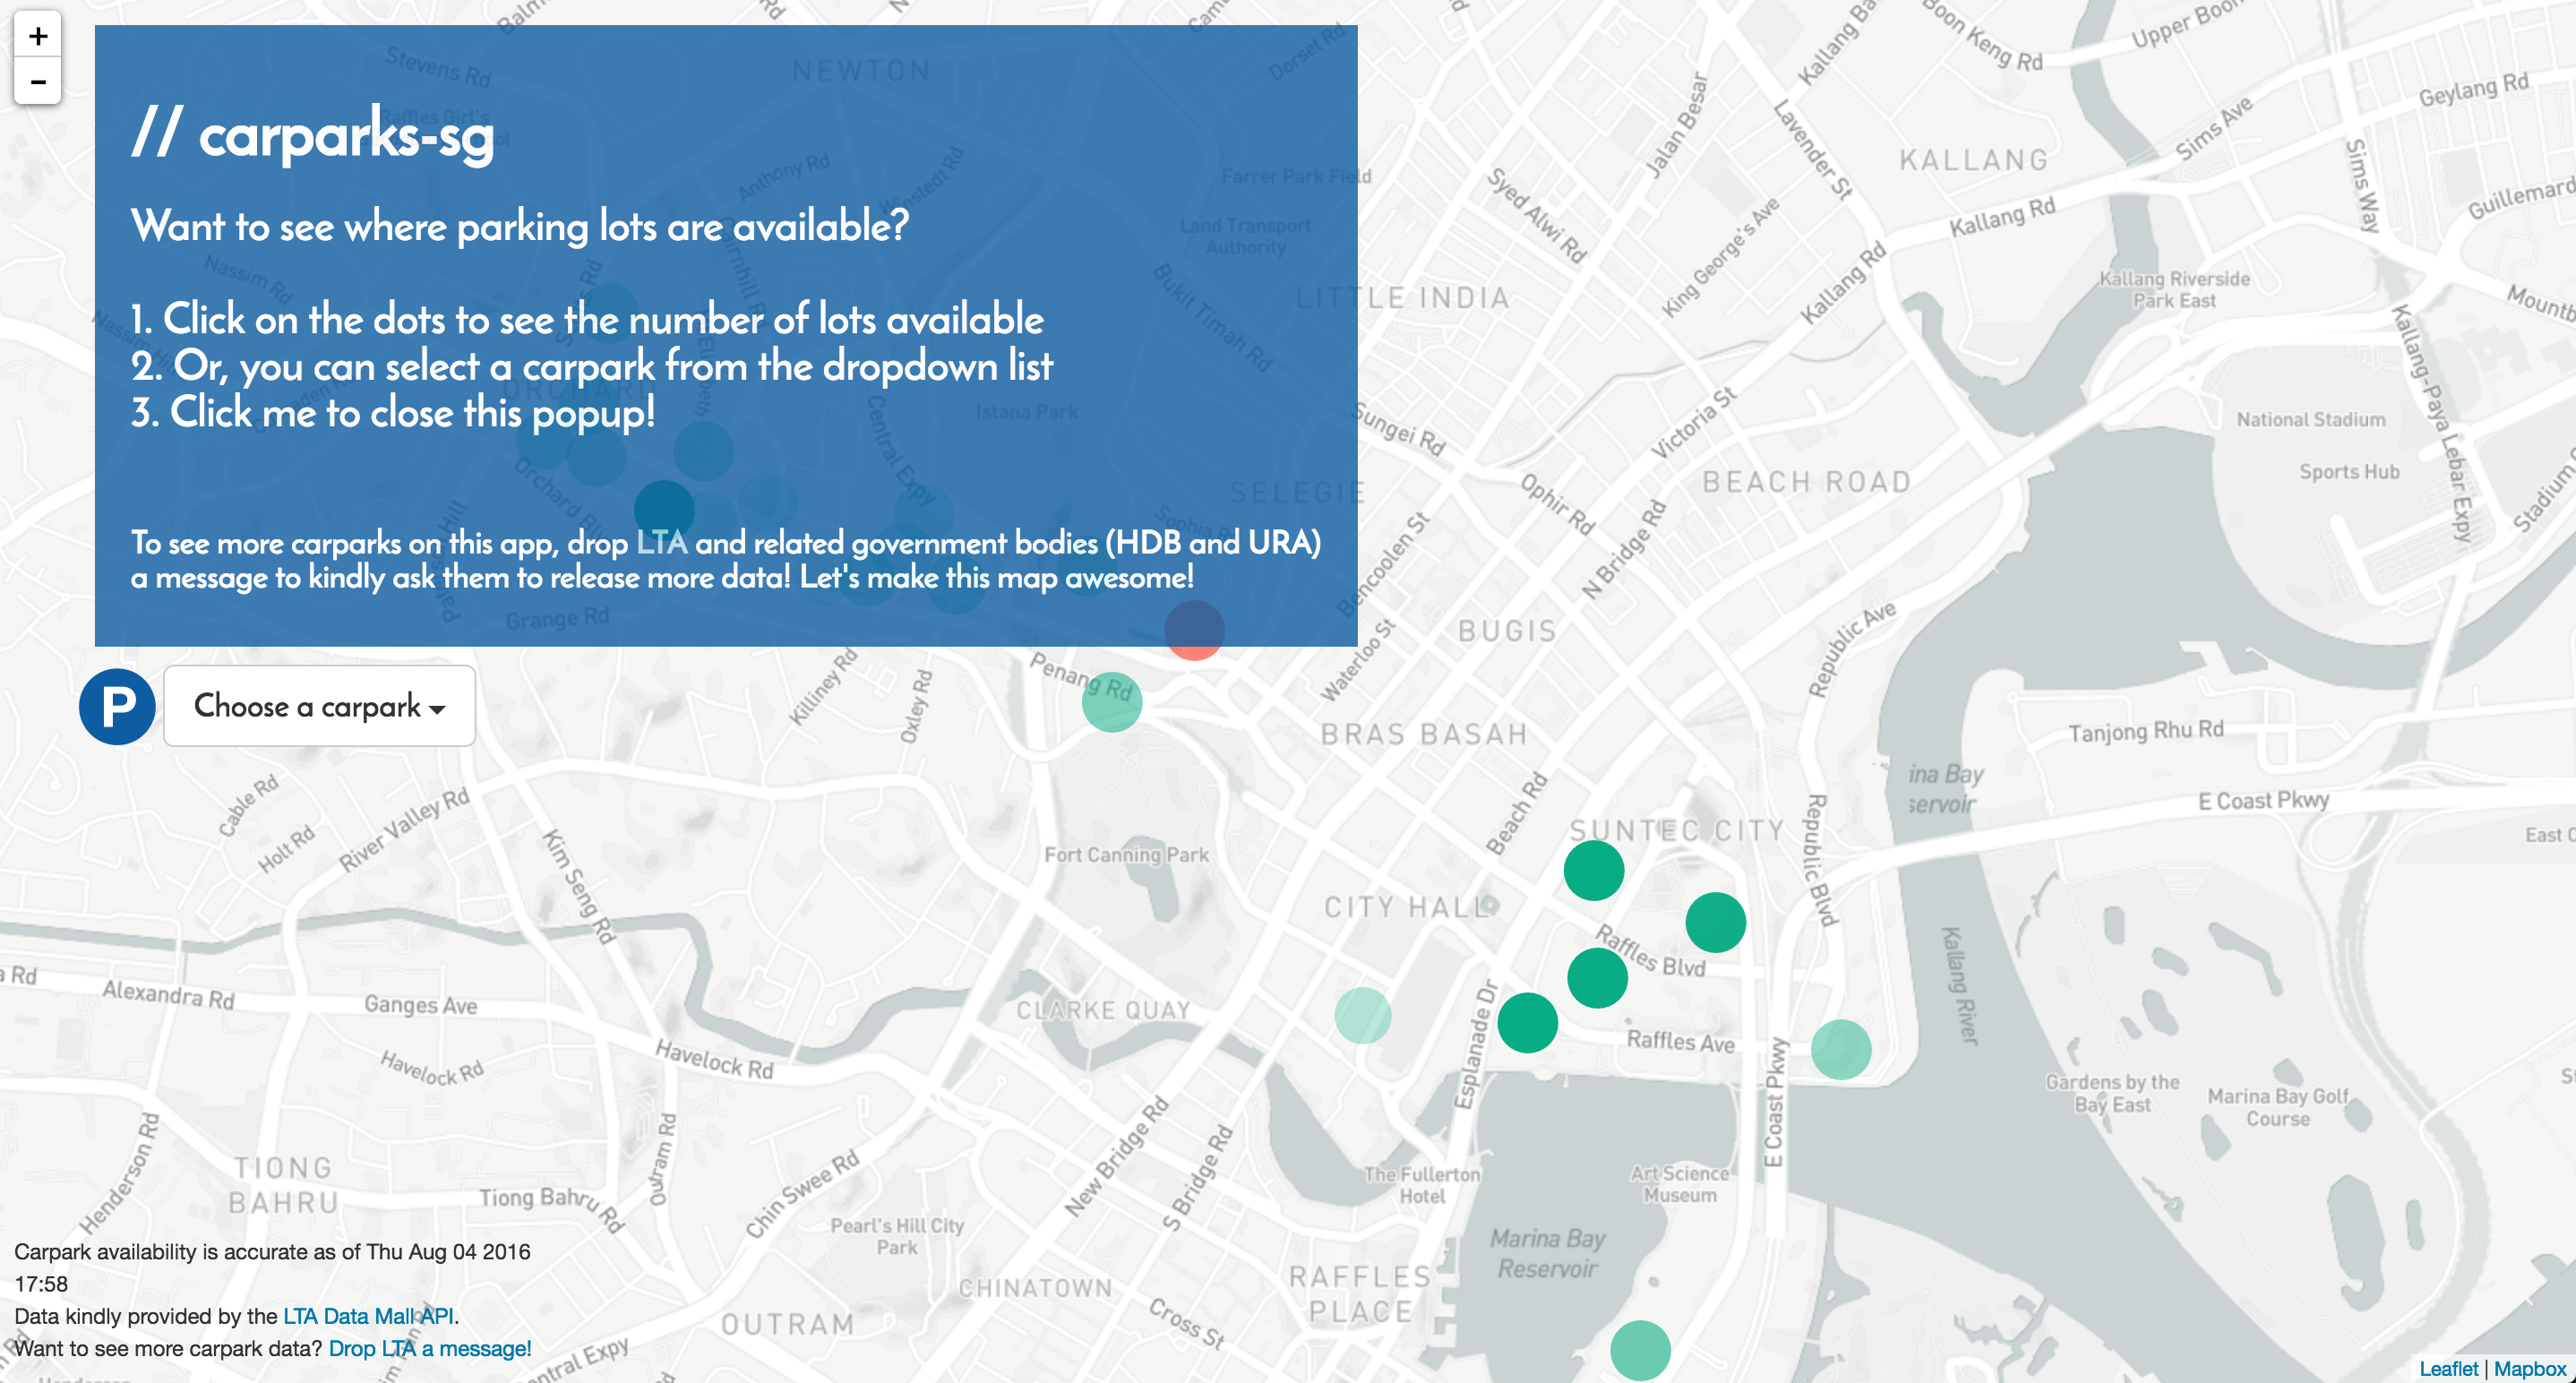 +
−
// carparks-sg
Want to see where parking lots are available?
1. Click on the dots to see the number of lots available
2. Or, you can select a carpark from the dropdown list
3. Click me to close this popup!
To see more carparks on this app, drop LTA and related government bodies (HDB and URA)
a message to kindly ask them to release more data! Let's make this map awesome!
P
Choose a carpark
Stevens Rd
NEWTON
Dorset Rd
Anthony Rd
Winstedt Rd
Farrer Park Field
Land Transport
Authority
Nassim Rd
Cairnhill Rd
Bukit Timah Rd
LITTLE INDIA
ORCHARD
Central Expy
Istana Park
SELEGIE
Grange Rd
Jalan Besar
Lavender St
Boon Keng Rd
Upper Boon
Geylang Rd
Sims Ave
Sims Way
Guillemard
KALLANG
Kallang Rd
Kallang Rd
Syed Alwi Rd
King George's Ave
Kallang Riverside
Park East
Kallang-Paya Lebar Expy
National Stadium
Sports Hub
Sungei Rd
Victoria St
BEACH ROAD
Ophir Rd
N Bridge Rd
Bencoolen St
BUGIS
Waterloo St
Republic Ave
Penang Rd
Killiney Rd
Oxley Rd
BRAS BASAH
Tanjong Rhu Rd
E Coast Pkwy
Beach Rd
SUNTEC CITY
Republic Blvd
Cable Rd
Holt Rd
River Valley Rd
Kim Seng Rd
Fort Canning Park
CITY HALL
Raffles Blvd
Kallang River
Alexandra Rd
Ganges Ave
CLARKE QUAY
Esplanade Dr
Raffles Ave
Havelock Rd
Havelock Rd
E Coast Pkwy
Gardens by the
Bay East
Marina Bay Golf
Course
Henderson Rd
TIONG
BAHRU
Tiong Bahru Rd
Outram Rd
Chin Swee Rd
New Bridge Rd
S Bridge Rd
The Fullerton
Hotel
Art Science
Museum
Pearl's Hill City
Park
Marina Bay
Reservoir
CHINATOWN
RAFFLES
PLACE
OUTRAM
Cross St
Carpark availability is accurate as of Thu Aug 04 2016
17:58
Data kindly provided by the LTA Data Mall API.
Want to see more carpark data? Drop LTA a message!
Leaflet | Mapbox